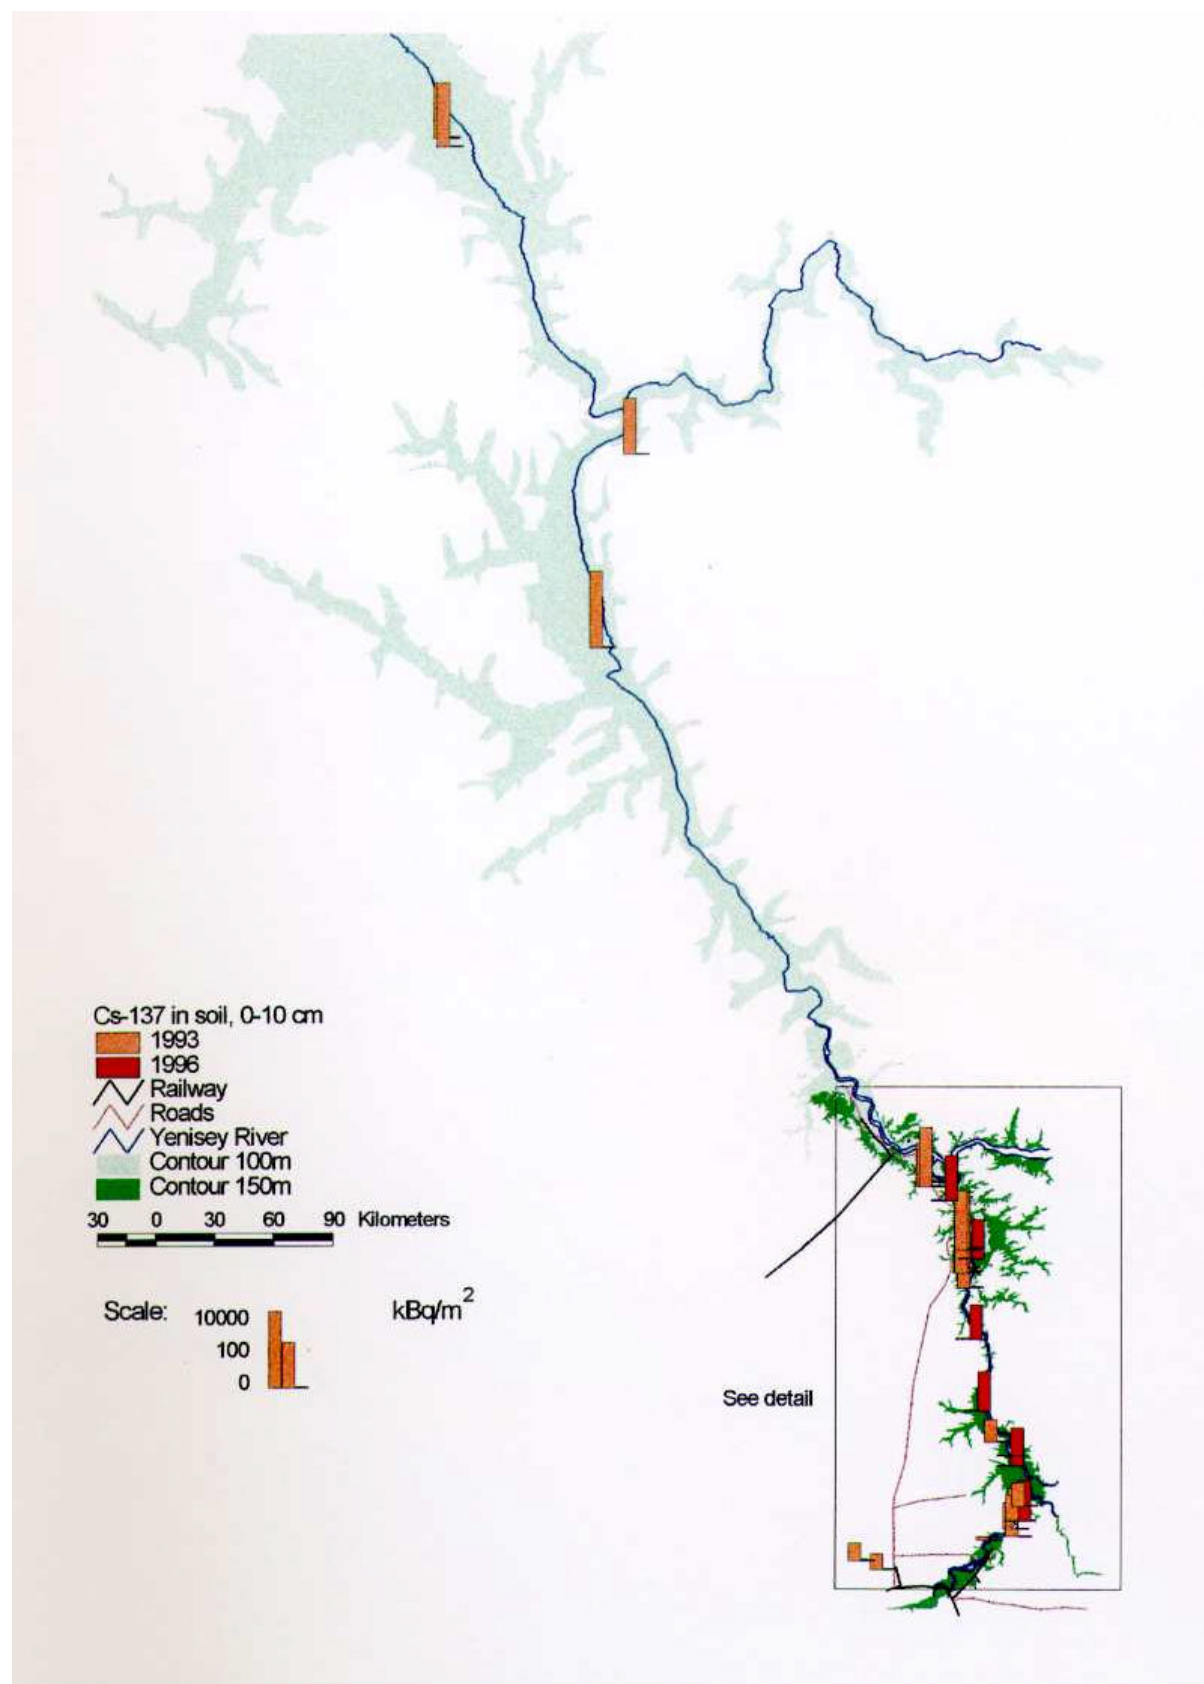 Cs-137 in soil, 0-10 cm
1993
1996
Railway
Roads
Yenisey River
Contour 100m
Contour 150m
30 0 30 60 90 Kilometers
Scale: 10000 kBq/m2
100
0
See detail